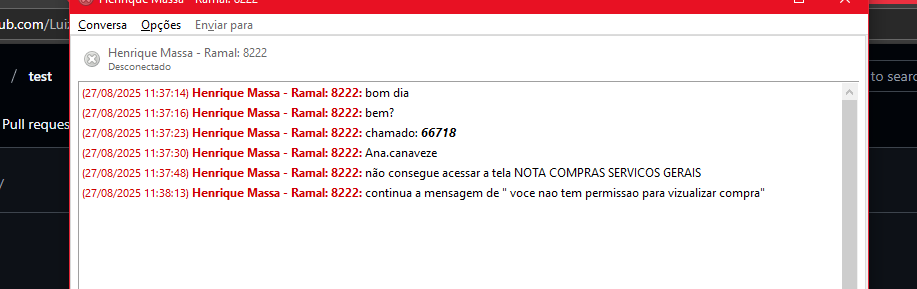 Henrique Massa - Ramal: 8222
ub.com/Luiz
Conversa Opções Enviar para
Henrique Massa - Ramal: 8222
Desconectado
/ test
to searc
(27/08/2025 11:37:14) Henrique Massa - Ramal: 8222: bom dia
(27/08/2025 11:37:16) Henrique Massa - Ramal: 8222: bem?
Pull reques
(27/08/2025 11:37:23) Henrique Massa - Ramal: 8222: chamado: 66718
(27/08/2025 11:37:30) Henrique Massa - Ramal: 8222: Ana.canaveze
(27/08/2025 11:37:48) Henrique Massa - Ramal: 8222: não consegue acessar a tela NOTA COMPRAS SERVICOS GERAIS
/
(27/08/2025 11:38:13) Henrique Massa - Ramal: 8222: continua a mensagem de " voce nao tem permissao para vizualizar compra"